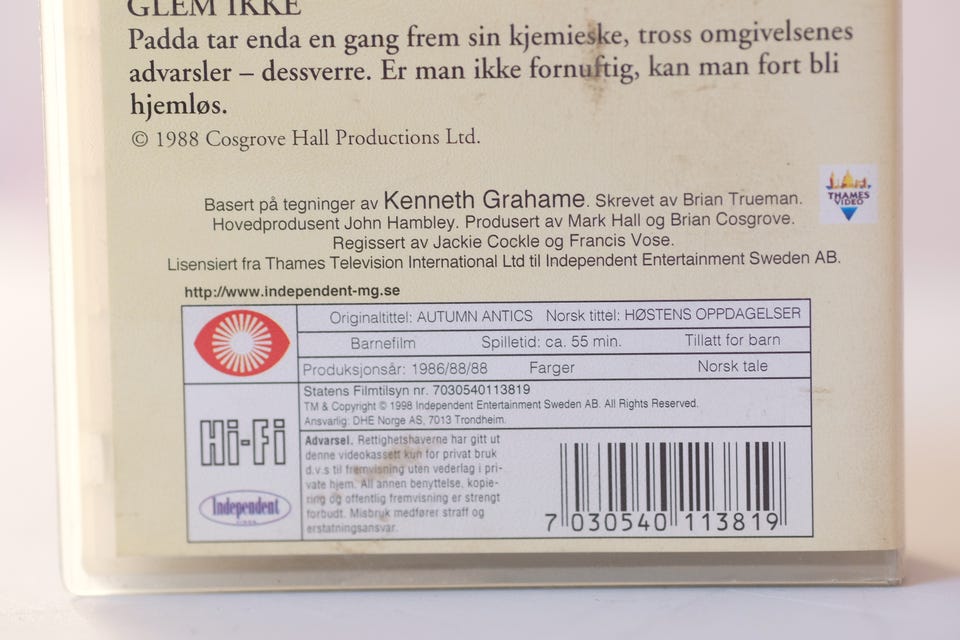 GLEM IKKE
Padda tar enda en gang frem sin kjemieske, tross omgivelsenes
advarsler – dessverre. Er man ikke fornuftig, kan man fort bli
hjemløs.
© 1988 Cosgrove Hall Productions Ltd.
THAMES
VIDEO
Basert på tegninger av Kenneth Grahame. Skrevet av Brian Trueman.
Hovedprodusent John Hambley. Produsert av Mark Hall og Brian Cosgrove.
Regissert av Jackie Cockle og Francis Vose.
Lisensiert fra Thames Television International Ltd til Independent Entertainment Sweden AB.
http://www.independent-mg.se
Originaltittel: AUTUMN ANTICS Norsk tittel: HØSTENS OPPDAGELSER
Barnefilm Spilletid: ca. 55 min. Tillatt for barn
Produksjonsår: 1986/88/88 Farger Norsk tale
Statens Filmtilsyn nr. 7030540113819
TM & Copyright © 1998 Independent Entertainment Sweden AB. All Rights Reserved.
Ansvarlig: DHE Norge AS, 7013 Trondheim.
Hi-Fi
Independent
Advarsel. Rettighetshaverne har gitt ut
denne videokassett kun for privat bruk
d.v.s til fremvisning uten vederlag i pri-
vate hjem. All annen benyttelse, kopie-
ring og offentlig fremvisning er strengt
forbudt. Misbruk medfører straff og
erstatningsansvar.
7 030540 113819